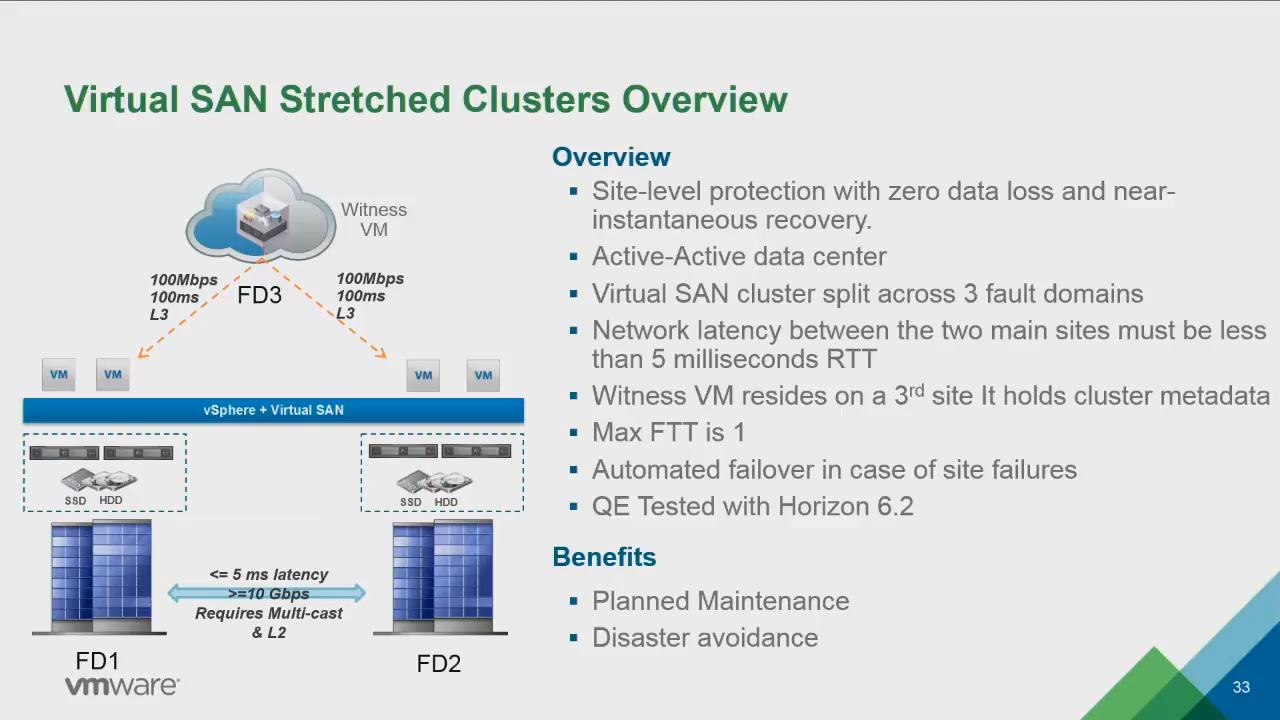 Virtual SAN Stretched Clusters Overview
Witness
VM
100Mbps
100ms
L3
FD3
100Mbps
100ms
L3
VM
VM
VM
VM
vSphere + Virtual SAN
SSD
HDD
SSD
HDD
<= 5 ms latency
>=10 Gbps
Requires Multi-cast
& L2
FD1
FD2
vmware®
Overview
▪ Site-level protection with zero data loss and near-
instantaneous recovery.
▪ Active-Active data center
▪ Virtual SAN cluster split across 3 fault domains
▪ Network latency between the two main sites must be less
than 5 milliseconds RTT
▪ Witness VM resides on a 3rd site It holds cluster metadata
▪ Max FTT is 1
▪ Automated failover in case of site failures
▪ QE Tested with Horizon 6.2
Benefits
▪ Planned Maintenance
▪ Disaster avoidance
33